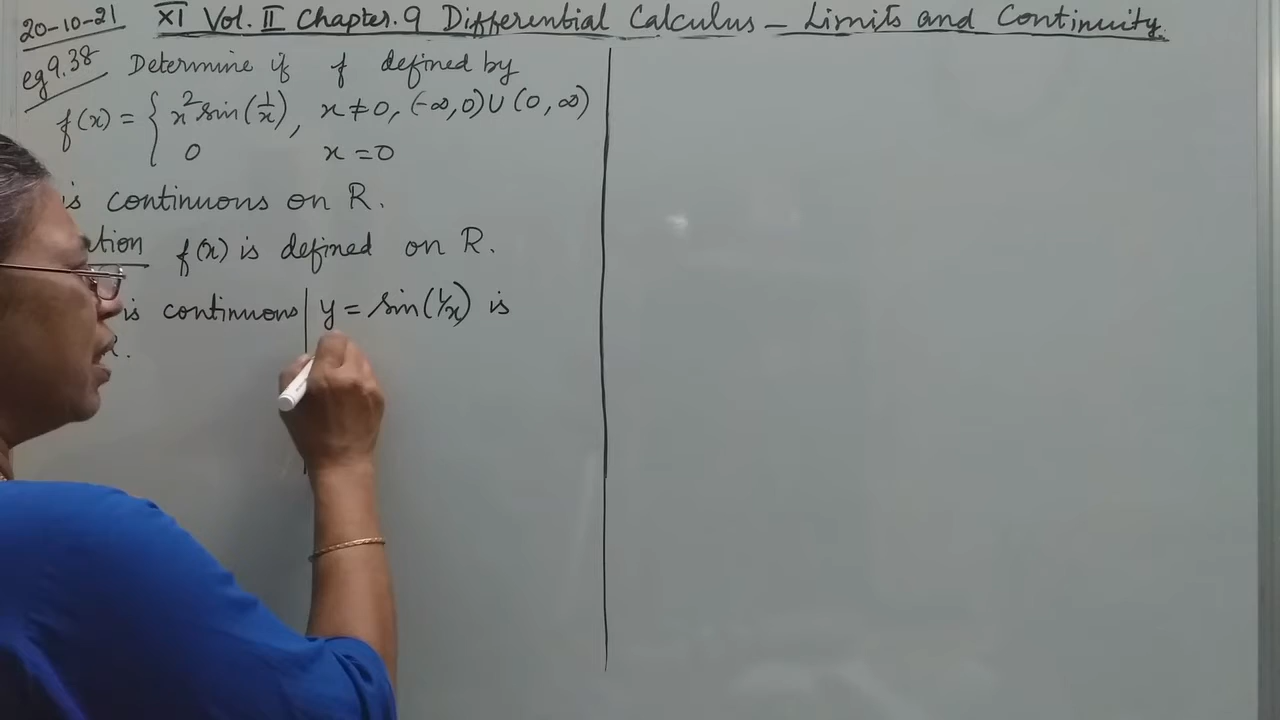 20-10-21 XI Vol. II Chapter. 9 Differential Calculus – Limits and Continuity.
eg 9.38 Determine if f defined by
f(x) = { x² sin(1/x), x ≠ 0, (-∞, 0) ∪ (0, ∞)
0 x = 0
is continuous on R.
f(x) is defined on R.
is continuous | y = sin(1/x) is
R.